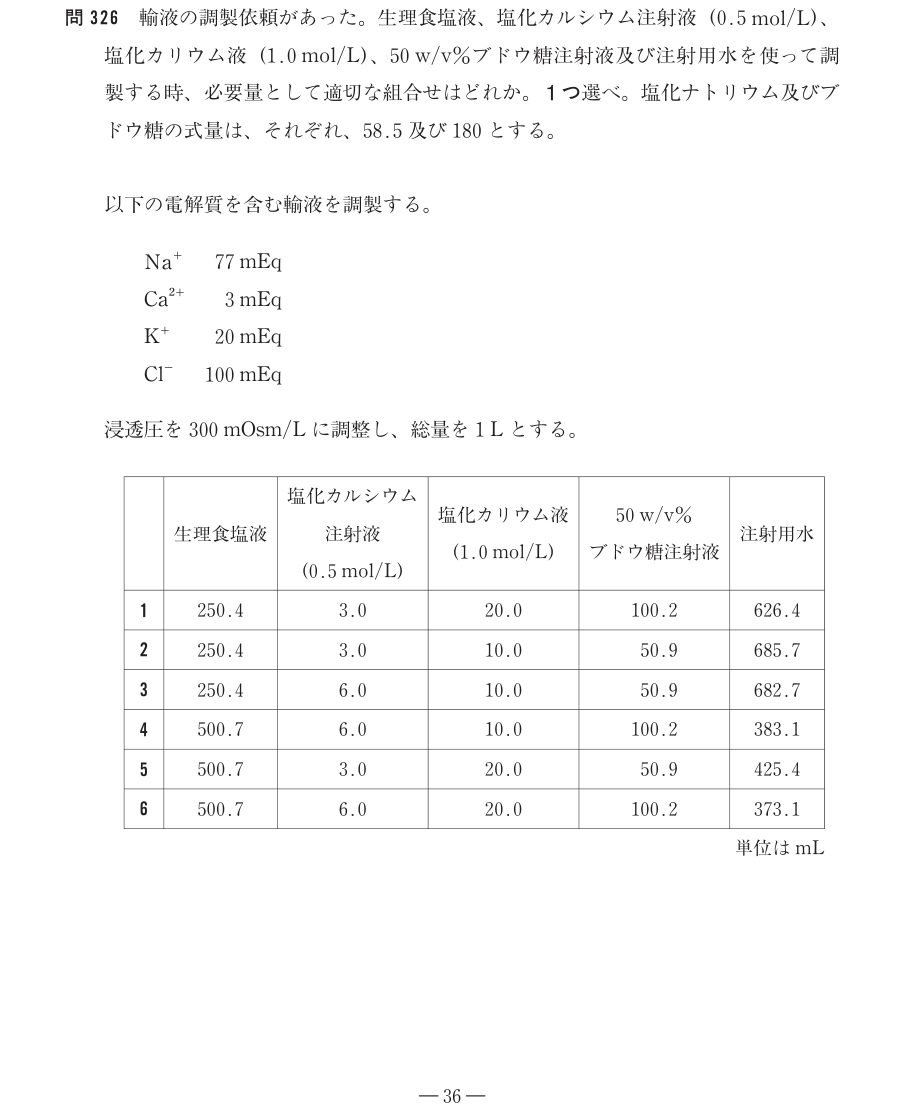 問 326　輸液の調製依頼があった。生理食塩液、塩化カルシウム注射液（0.5 mol/L）、
塩化カリウム液（1.0 mol/L）、50 w/v％ブドウ糖注射液及び注射用水を使って調
製する時、必要量として適切な組合せはどれか。１つ選べ。塩化ナトリウム及びブ
ドウ糖の式量は、それぞれ、58.5 及び 180 とする。
以下の電解質を含む輸液を調製する。
Na⁺ 77 mEq
Ca²⁺ 3 mEq
K⁺ 20 mEq
Cl⁻ 100 mEq
浸透圧を 300 mOsm/L に調整し、総量を 1 L とする。
生理食塩液 塩化カルシウム注射液（0.5 mol/L） 塩化カリウム液（1.0 mol/L） 50 w/v％ブドウ糖注射液 注射用水
1 250.4 3.0 20.0 100.2 626.4
2 250.4 3.0 10.0 50.9 685.7
3 250.4 6.0 10.0 50.9 682.7
4 500.7 6.0 10.0 100.2 383.1
5 500.7 3.0 20.0 50.9 425.4
6 500.7 6.0 20.0 100.2 373.1
単位は mL
― 36 ―